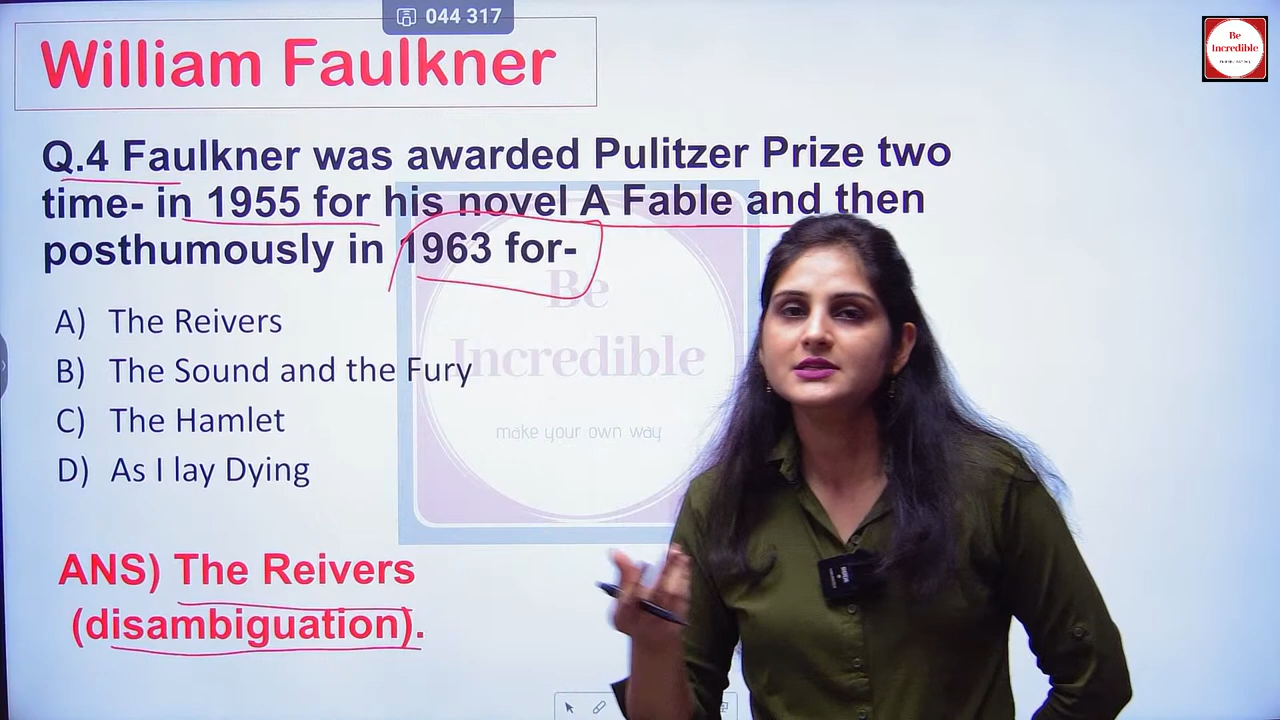 044 317
William Faulkner
Be
Incredible
Q.4 Faulkner was awarded Pulitzer Prize two
time- in 1955 for his novel A Fable and then
posthumously in 1963 for-
A) The Reivers
B) The Sound and the Fury
C) The Hamlet
D) As I lay Dying
Be
Incredible
make your own way
ANS) The Reivers
(disambiguation).